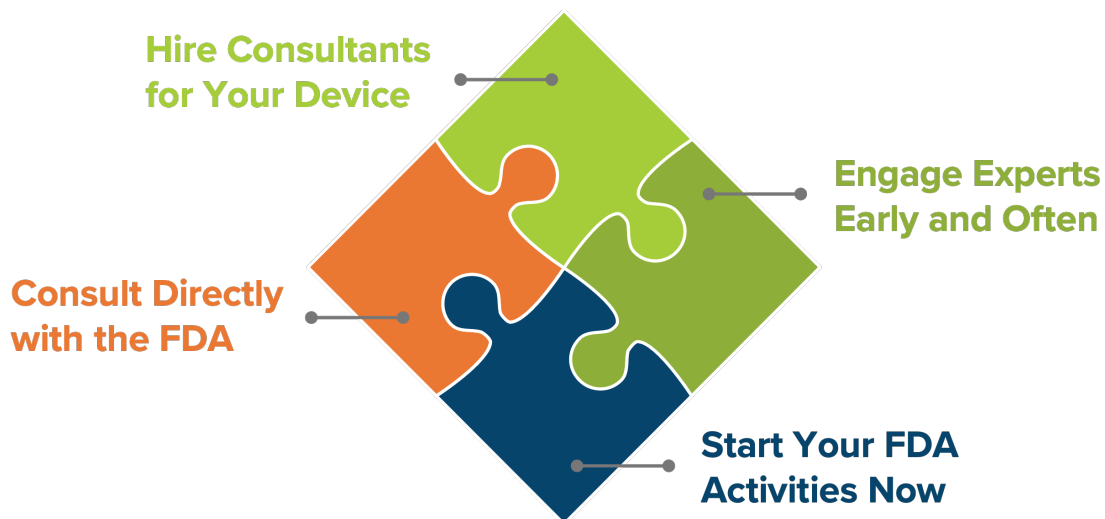 Hire Consultants
for Your Device
Engage Experts
Early and Often
Consult Directly
with the FDA
Start Your FDA
Activities Now